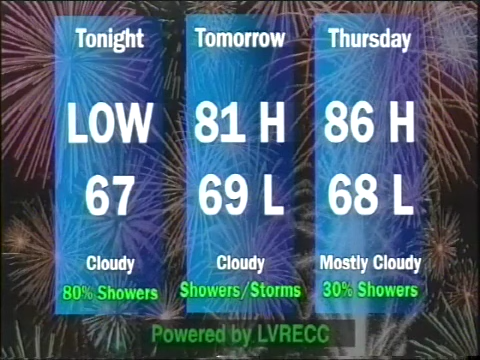 Tonight
LOW
67
Cloudy
80% Showers
Tomorrow
81 H
69 L
Cloudy
Showers/Storms
Thursday
86 H
68 L
Mostly Cloudy
30% Showers
Powered by LVRECC